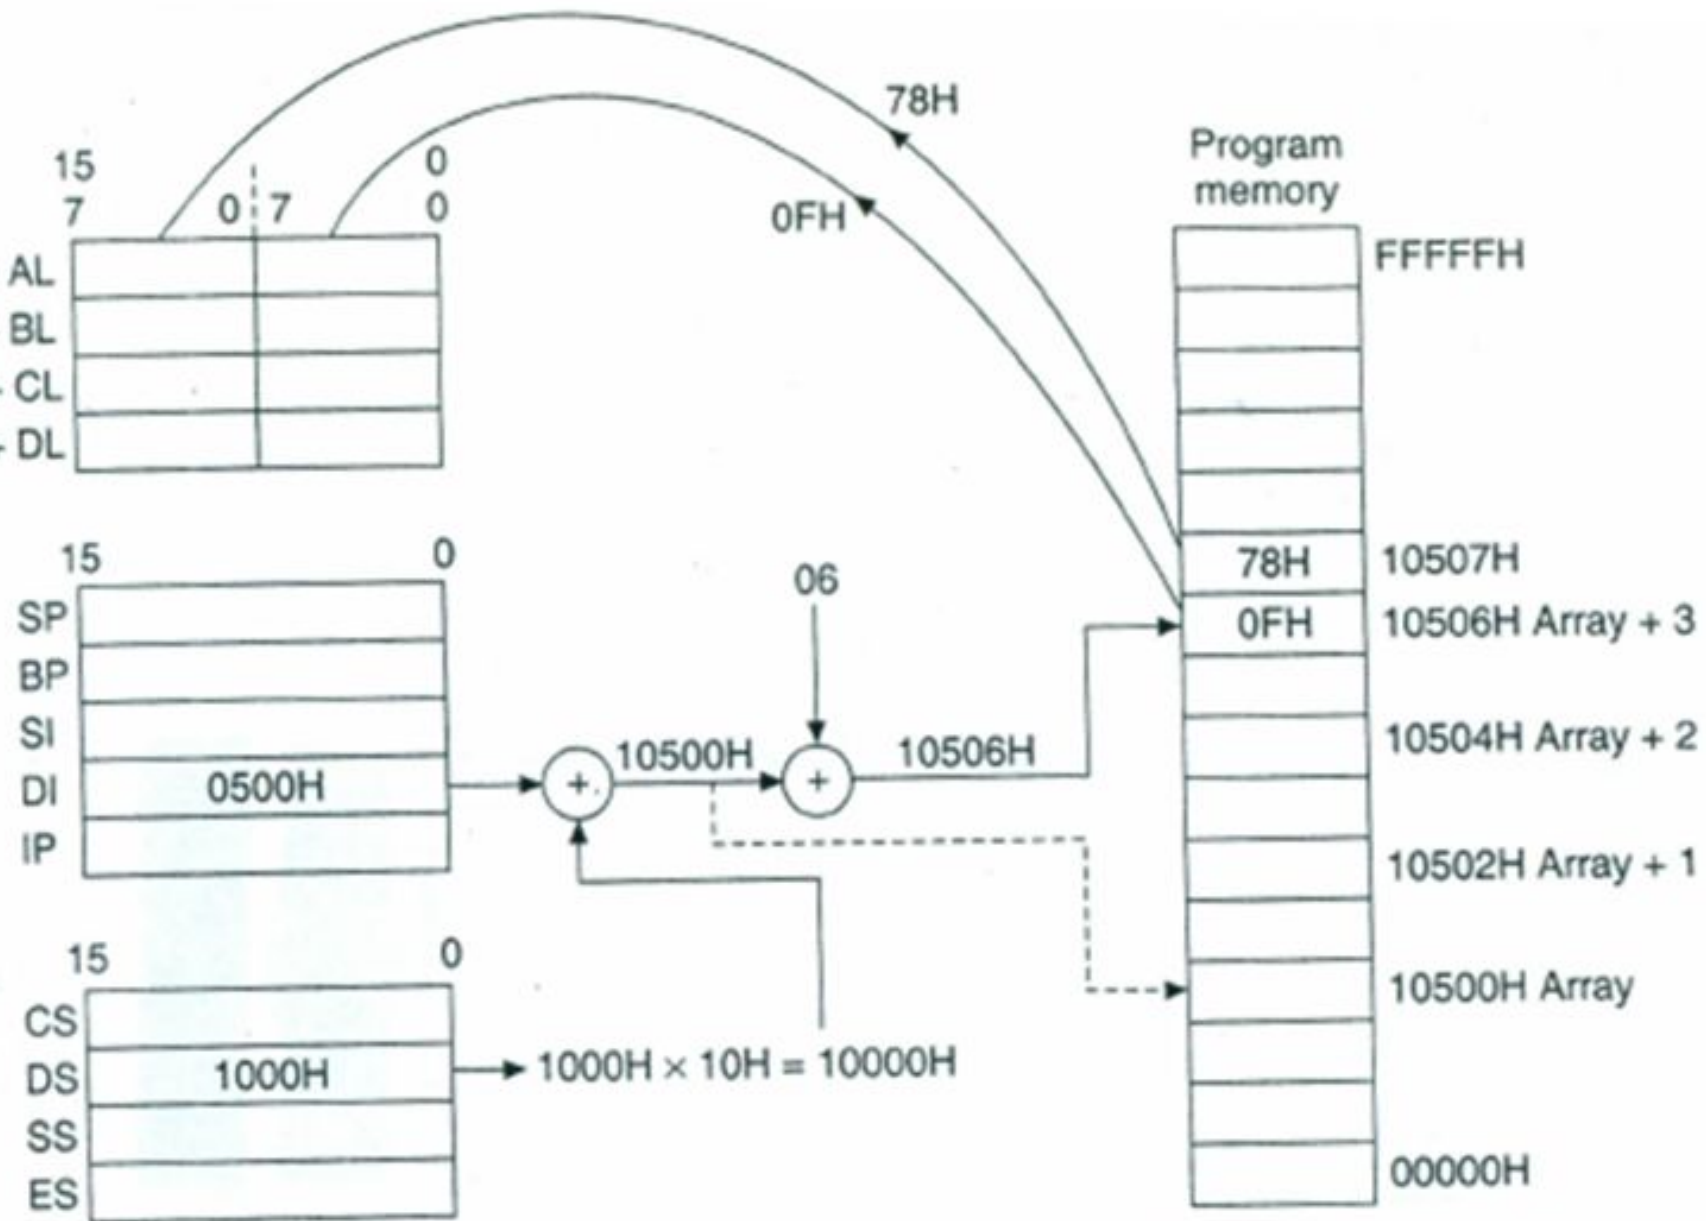 78H
0FH
15 0
7 0 7 0
AL
BL
- CL
- DL
Program
memory
FFFFFH
78H 10507H
0FH 10506H Array + 3
10504H Array + 2
10502H Array + 1
10500H Array
00000H
15 0
SP
BP
SI
DI 0500H
IP
+
10500H
06
+
10506H
15 0
CS
DS 1000H
SS
ES
1000H × 10H = 10000H